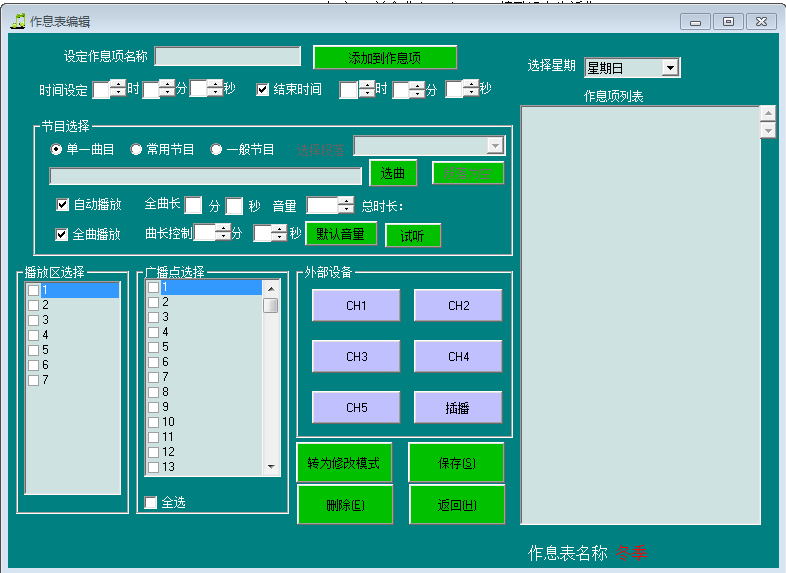 作息表编辑
设定作息项名称 添加到作息项
选择星期 星期日
时间设定 时 分 秒 结束时间 时 分 秒
作息项列表
节目选择
单一曲目 常用节目 一般节目
选曲
自动播放 全曲长 分 秒 音量 总时长:
全曲播放 曲长控制 分 秒 默认音量 试听
播放区选择
1
2
3
4
5
6
7
广播点选择
1
2
3
4
5
6
7
8
9
10
11
12
13
全选
外部设备
CH1 CH2
CH3 CH4
CH5 插播
转为修改模式 保存(S)
删除(E) 返回(H)
作息表名称